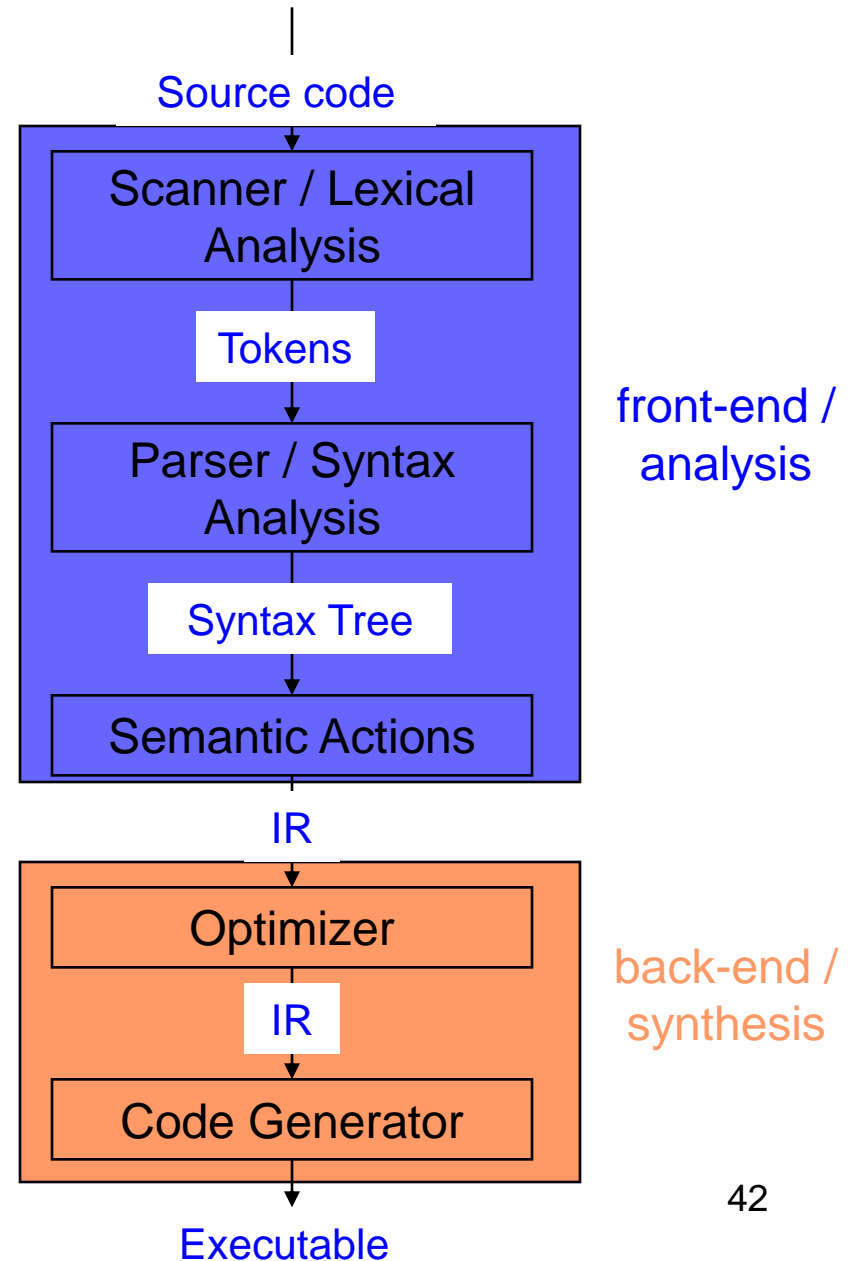 Source code
Scanner / Lexical
Analysis
Tokens
Parser / Syntax
Analysis
Syntax Tree
Semantic Actions
front-end /
analysis
IR
Optimizer
IR
Code Generator
back-end /
synthesis
Executable
42